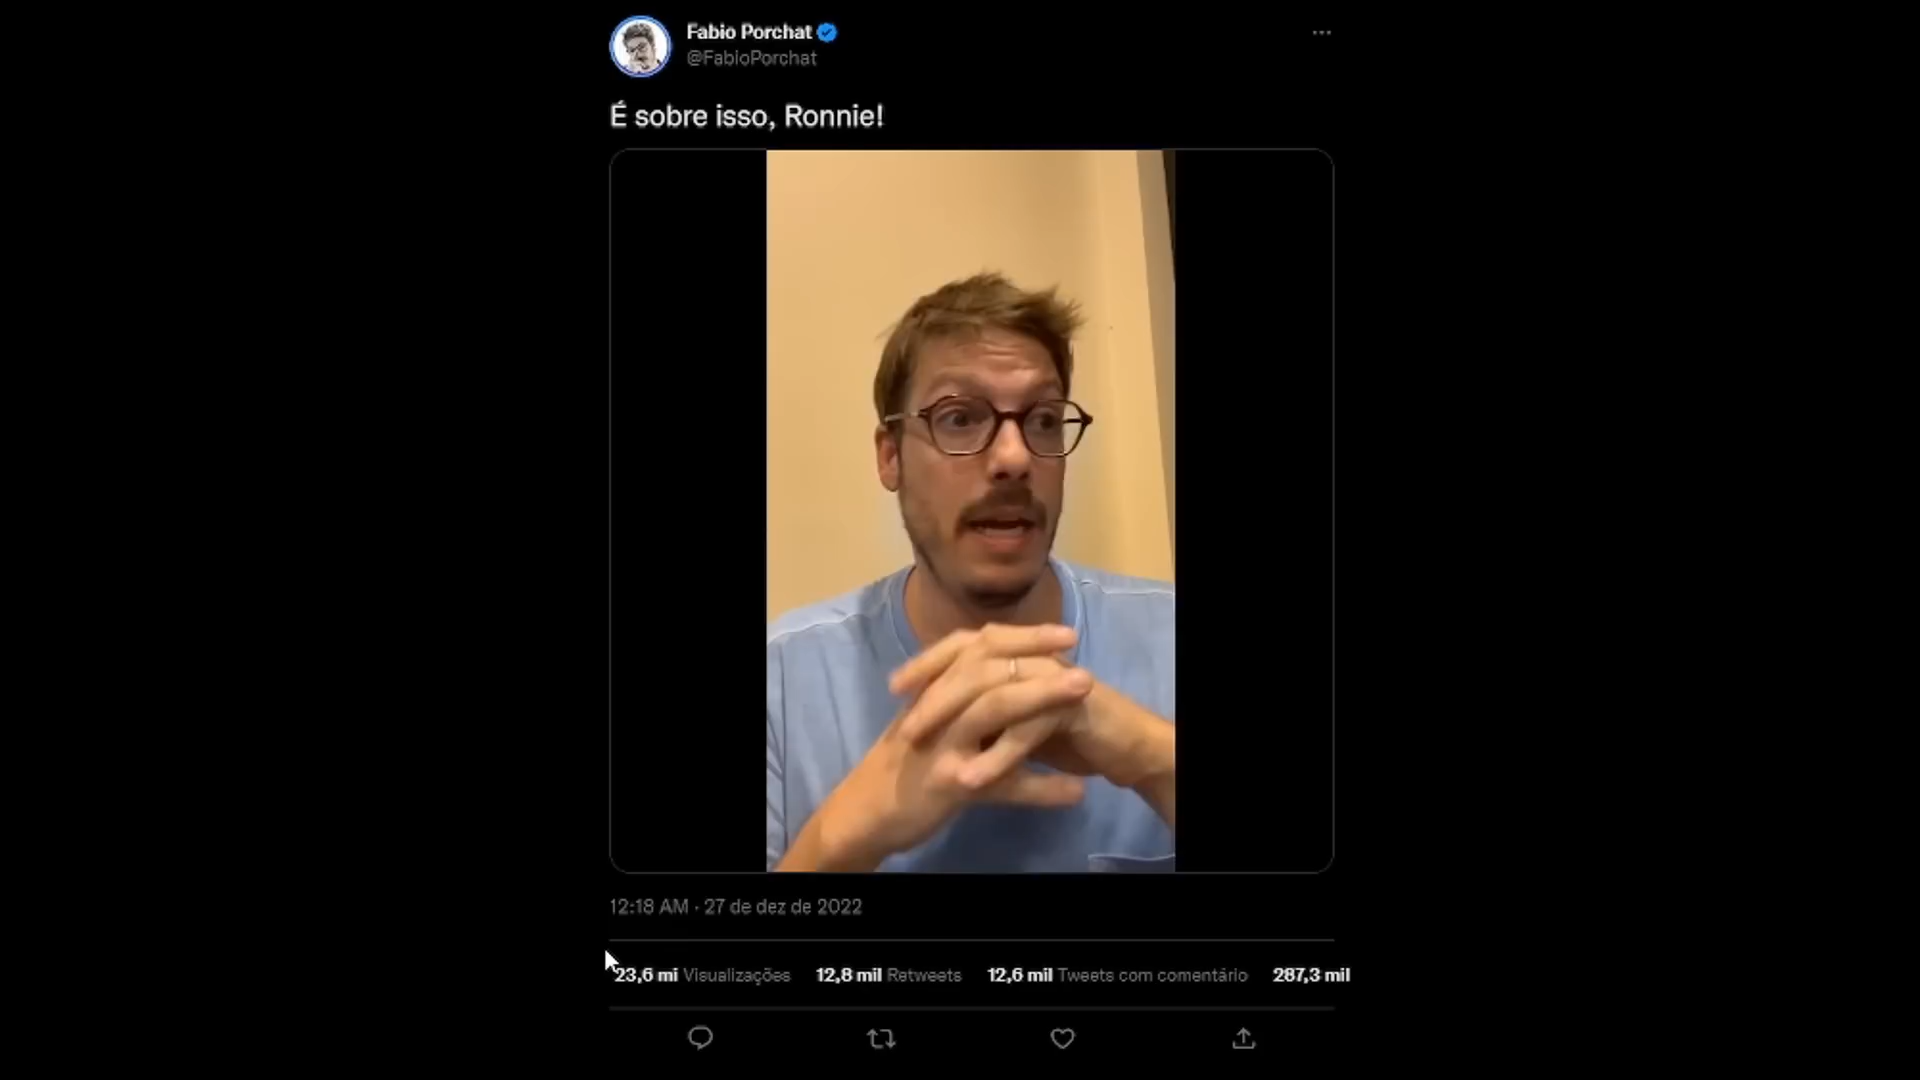 Fabio Porchat
@FabioPorchat
É sobre isso, Ronnie!
12:18 AM · 27 de dez de 2022
23,6 mi Visualizações 12,8 mil Retweets 12,6 mil Tweets com comentário 287,3 mil